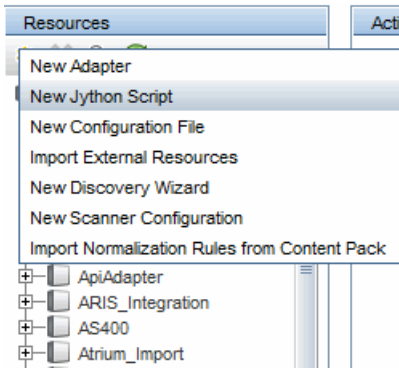 Resources
Acti
New Adapter
New Jython Script
New Configuration File
Import External Resources
New Discovery Wizard
New Scanner Configuration
Import Normalization Rules from Content Pack
ApiAdapter
ARIS_Integration
AS400
Atrium_Import